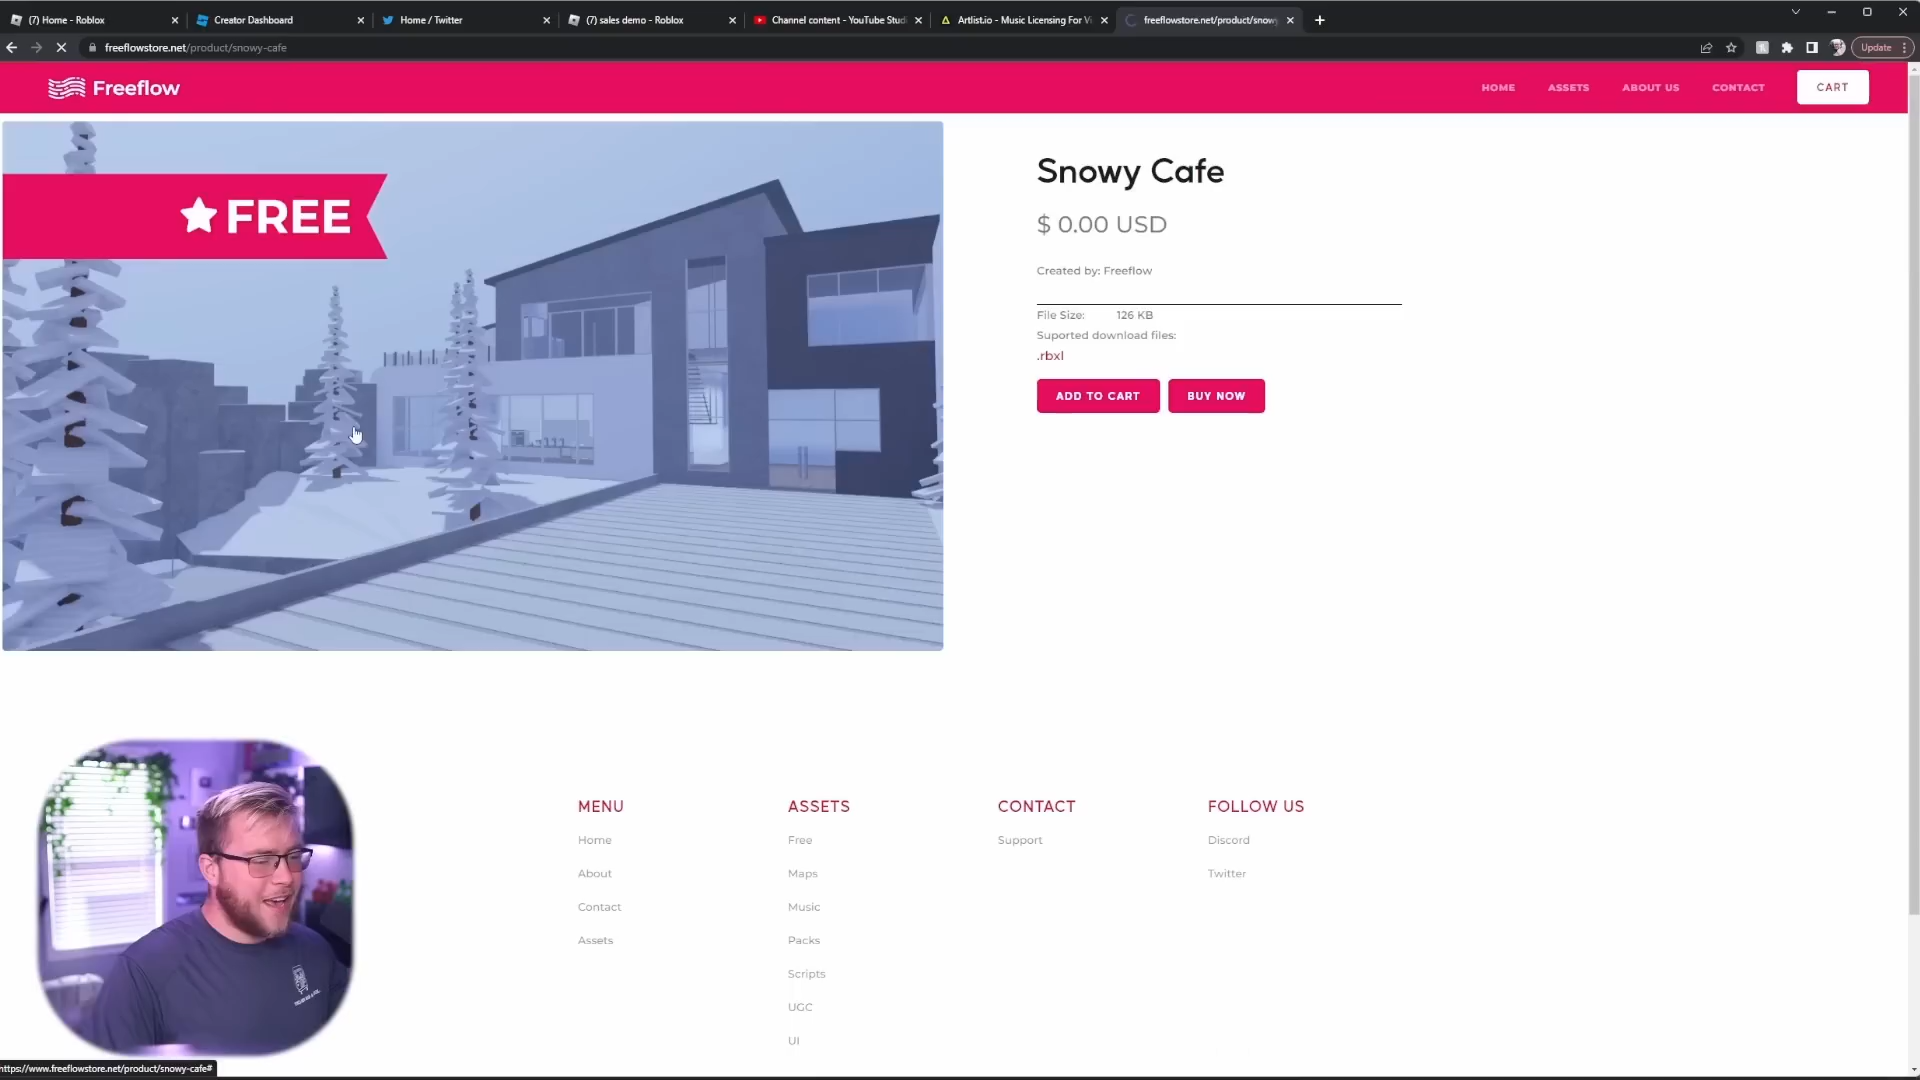 (7) Home - Roblox
Creator Dashboard
Home / Twitter
(7) sales demo - Roblox
Channel content - YouTube Studi
Artlist.io - Music Licensing For Vi
freeflowstore.net/product/snowy
freeflowstore.net/product/snowy-cafe
Update
Freeflow
HOME
ASSETS
ABOUT US
CONTACT
CART
FREE
Snowy Cafe
$ 0.00 USD
Created by: Freeflow
File Size: 126 KB
Suported download files:
.rbxl
ADD TO CART
BUY NOW
MENU
Home
About
Contact
Assets
ASSETS
Free
Maps
Music
Packs
Scripts
UGC
UI
CONTACT
Support
FOLLOW US
Discord
Twitter
https://www.freeflowstore.net/product/snowy-cafe#